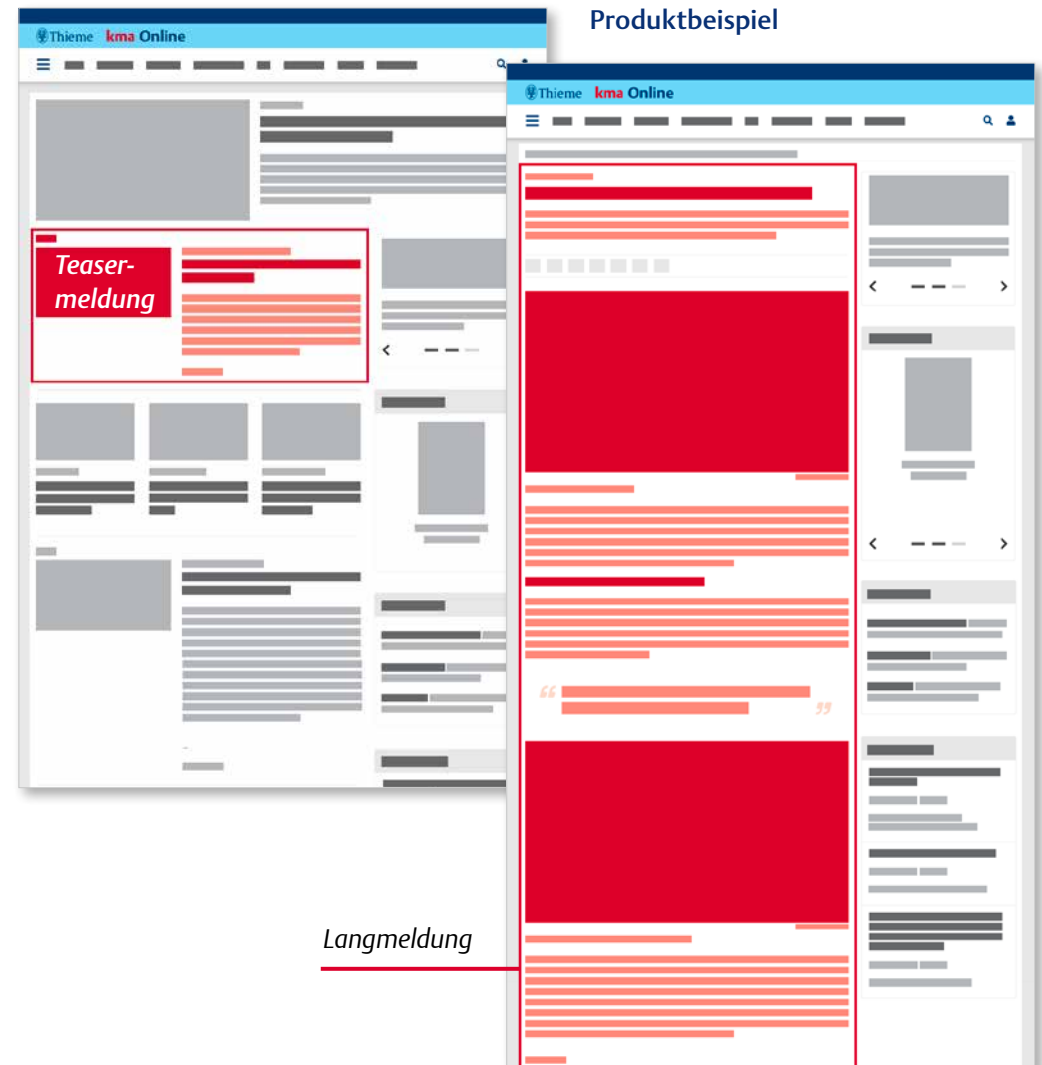 Produktbeispiel
Thieme kma Online
Thieme kma Online
Teaser-
meldung
“
”
Langmeldung